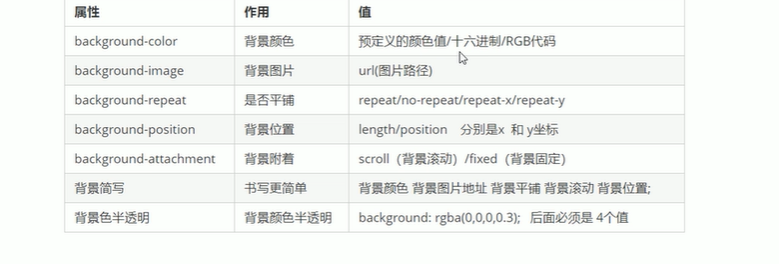 属性 作用 值
background-color 背景颜色 预定义的颜色值/十六进制/RGB代码
background-image 背景图片 url(图片路径)
background-repeat 是否平铺 repeat/no-repeat/repeat-x/repeat-y
background-position 背景位置 length/position 分别是x 和 y坐标
background-attachment 背景附着 scroll（背景滚动）/fixed（背景固定）
背景简写 书写更简单 背景颜色 背景图片地址 背景平铺 背景滚动 背景位置;
背景色半透明 背景颜色半透明 background: rgba(0,0,0,0.3); 后面必须是 4个值